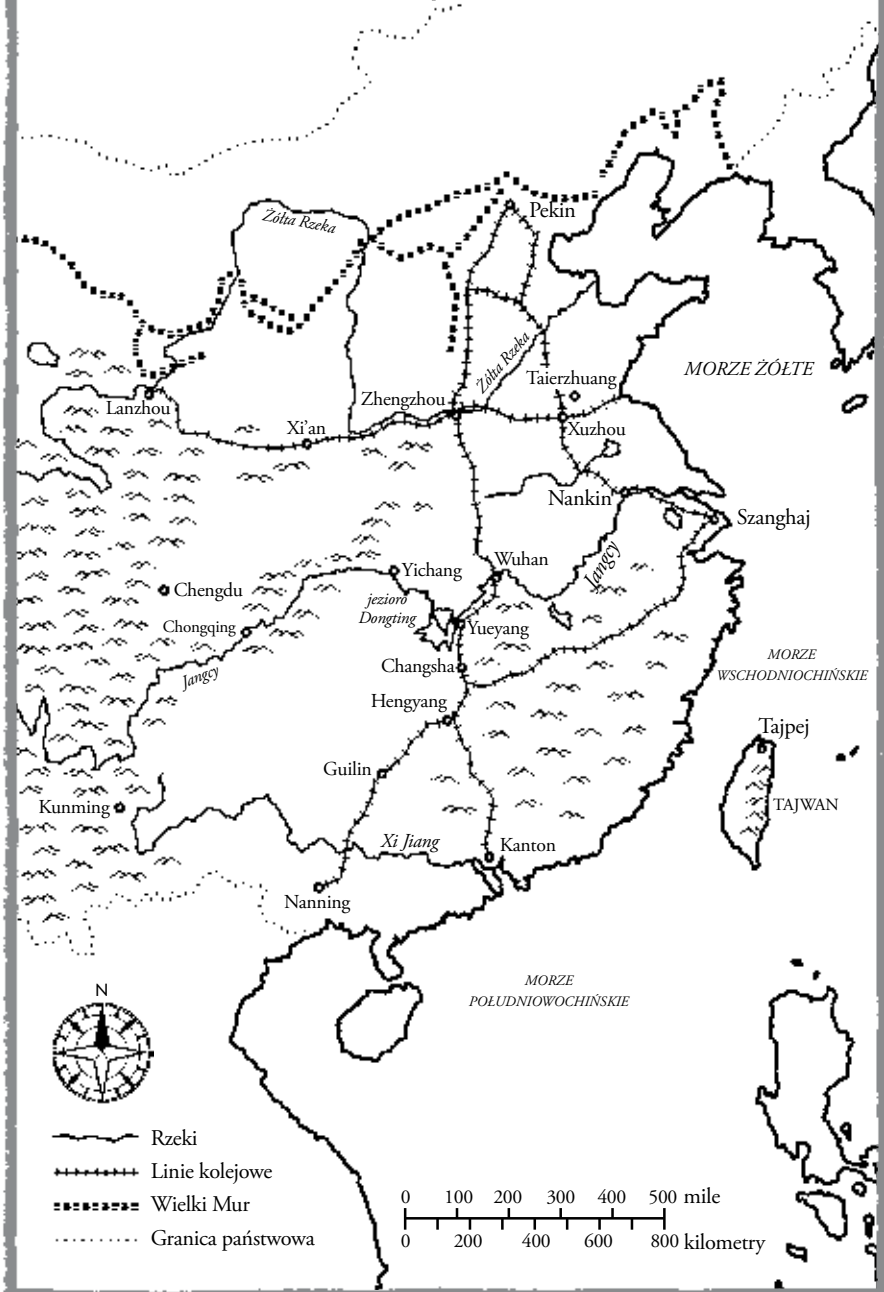 Pekin
Żółta Rzeka
Żółta Rzeka
MORZE ŻÓŁTE
Taierzhuang
Zhengzhou
Lanzhou
Xi'an
Xuzhou
Nankin
Szanghaj
Wuhan
Jangcy
Yichang
Chengdu
jezioro
Dongting
Chongqing
Yueyang
Jangcy
Changsha
MORZE
WSCHODNIOCHIŃSKIE
Hengyang
Tajpej
Guilin
TAJWAN
Kunming
Xi Jiang
Kanton
Nanning
MORZE
POŁUDNIOWOCHIŃSKIE
N
Rzeki
Linie kolejowe
Wielki Mur
Granica państwowa
0 100 200 300 400 500 mile
0 200 400 600 800 kilometry